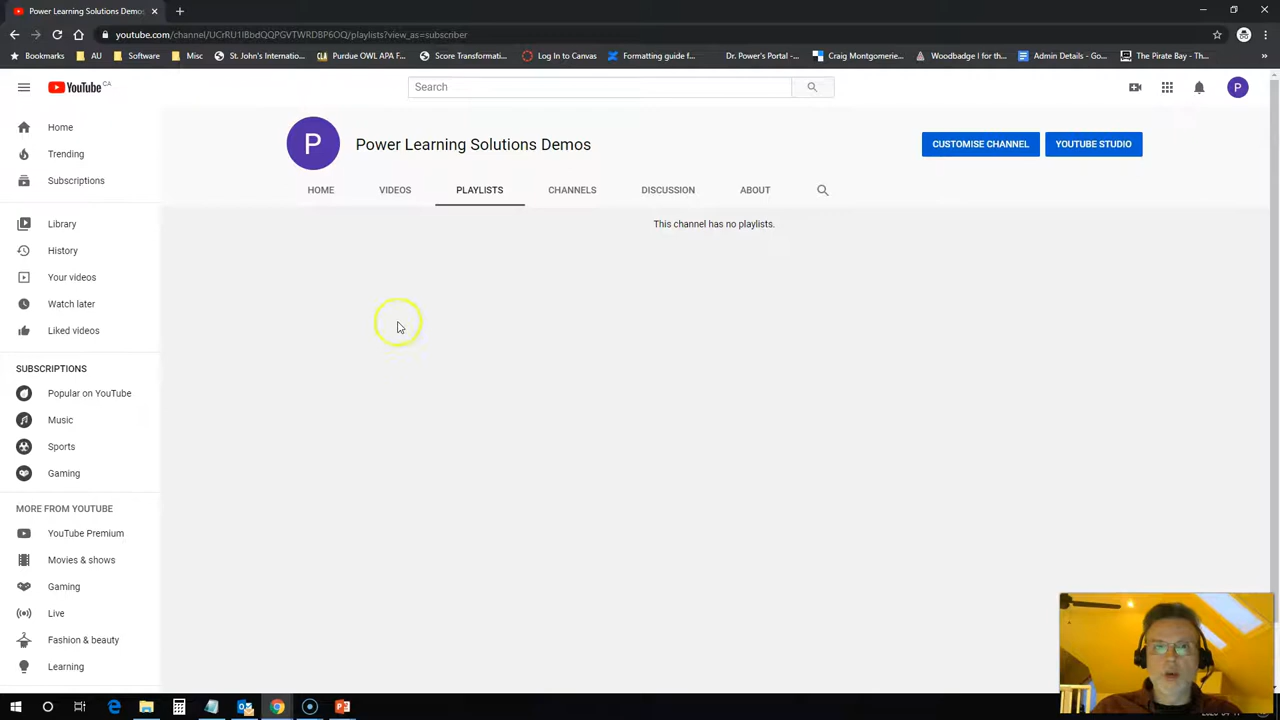 Power Learning Solutions Demos
youtube.com/channel/UCrRU1IBbdQQPGVTWRDBP6OQ/playlists?view_as=subscriber
Bookmarks AU Software Misc St. John's Internatio... Purdue OWL APA F... Score Transformati... Log In to Canvas Formatting guide f... Dr. Power's Portal -... Craig Montgomerie... Woodbadge I for th... Admin Details - Go... The Pirate Bay - Th... »
YouTube CA
Search
P
Home
Trending
Subscriptions
Library
History
Your videos
Watch later
Liked videos
SUBSCRIPTIONS
Popular on YouTube
Music
Sports
Gaming
MORE FROM YOUTUBE
YouTube Premium
Movies & shows
Gaming
Live
Fashion & beauty
Learning
P
Power Learning Solutions Demos
CUSTOMISE CHANNEL YOUTUBE STUDIO
HOME VIDEOS PLAYLISTS CHANNELS DISCUSSION ABOUT
This channel has no playlists.